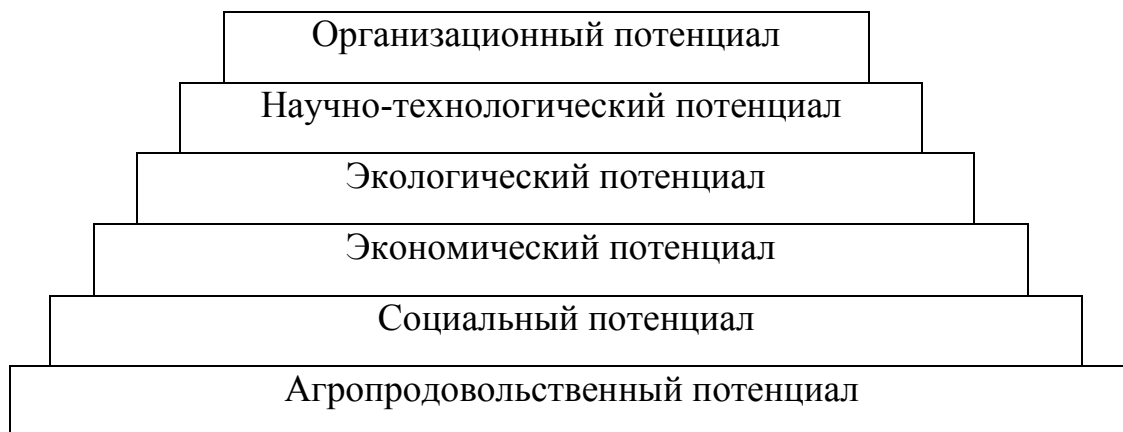 Организационный потенциал
Научно-технологический потенциал
Экологический потенциал
Экономический потенциал
Социальный потенциал
Агропродовольственный потенциал